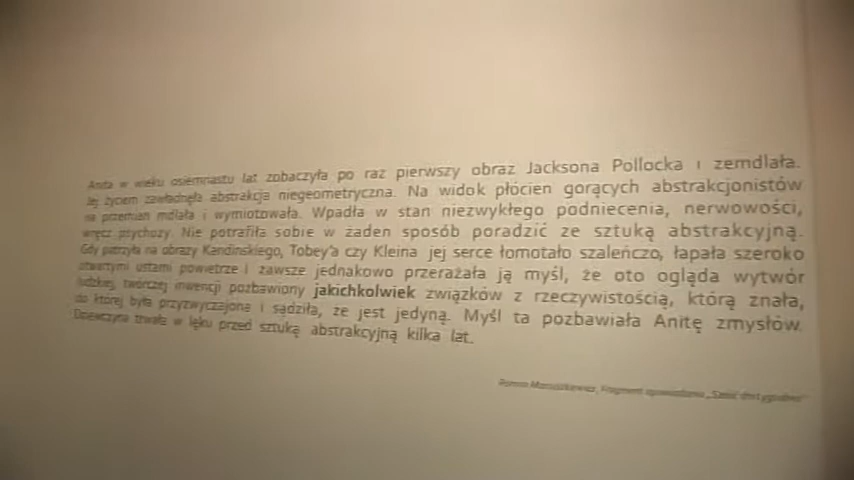 Anita w wieku osiemnastu lat zobaczyła po raz pierwszy obraz Jacksona Pollocka i zemdlała.
Jej życiem zawładnęła abstrakcja niegeometryczna. Na widok płócien gorących abstrakcjonistów
na przemian mdlała i wymiotowała. Wpadła w stan niezwykłego podniecenia, nerwowości,
wręcz psychozy. Nie potrafiła sobie w żaden sposób poradzić ze sztuką abstrakcyjną.
Gdy patrzyła na obrazy Kandinskiego, Tobey'a czy Kleina jej serce łomotało szaleńczo, łapała szeroko
otwartymi ustami powietrze i zawsze jednakowo przerażała ją myśl, że oto ogląda wytwór
ludzkiej, twórczej inwencji pozbawiony jakichkolwiek związków z rzeczywistością, którą znała,
do której była przyzwyczajona i sądziła, że jest jedyną. Myśl ta pozbawiała Anitę zmysłów.
Dziewczyna trwała w lęku przed sztuką abstrakcyjną kilka lat.
fragment opowiadania